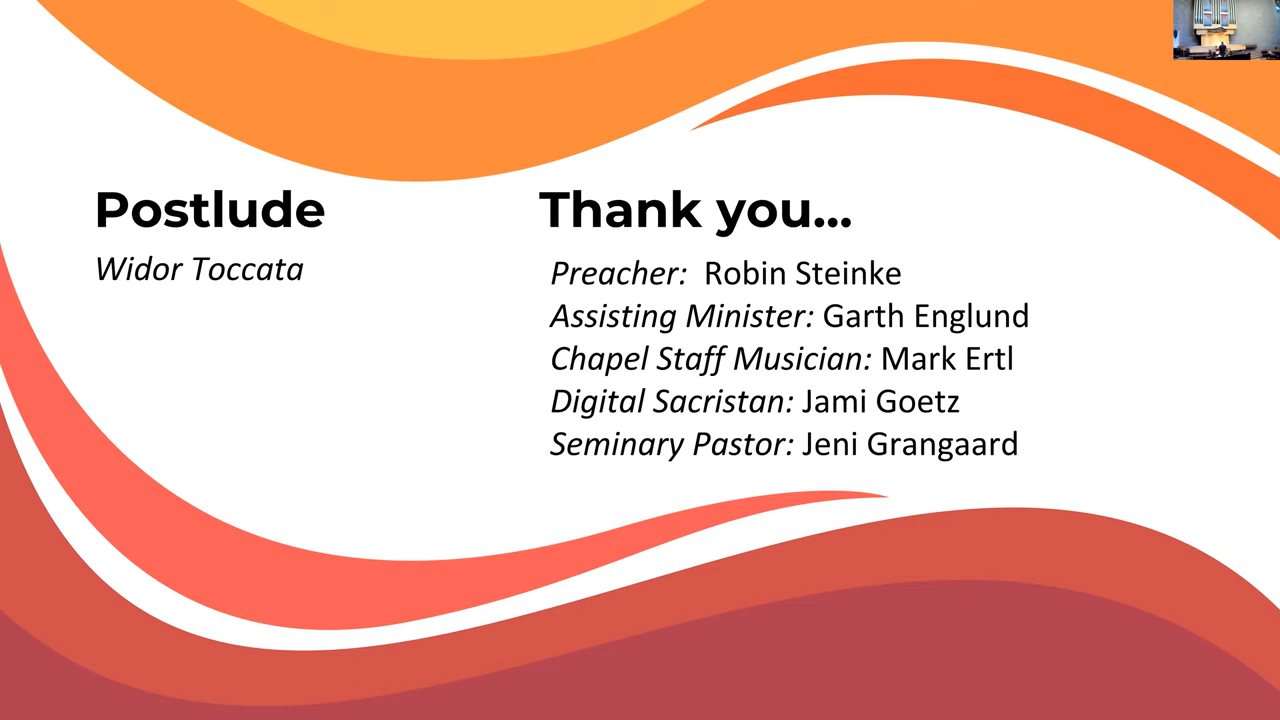 Postlude
Widor Toccata
Thank you...
Preacher: Robin Steinke
Assisting Minister: Garth Englund
Chapel Staff Musician: Mark Ertl
Digital Sacristan: Jami Goetz
Seminary Pastor: Jeni Grangaard